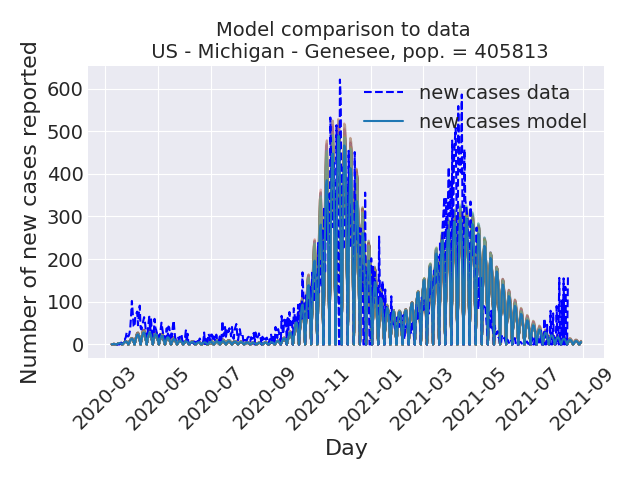 Model comparison to data
US - Michigan - Genesee, pop. = 405813
Number of new cases reported
600
500
400
300
200
100
0
new cases data
new cases model
2020-03
2020-05
2020-07
2020-09
2020-11
2021-01
2021-03
2021-05
2021-07
2021-09
Day